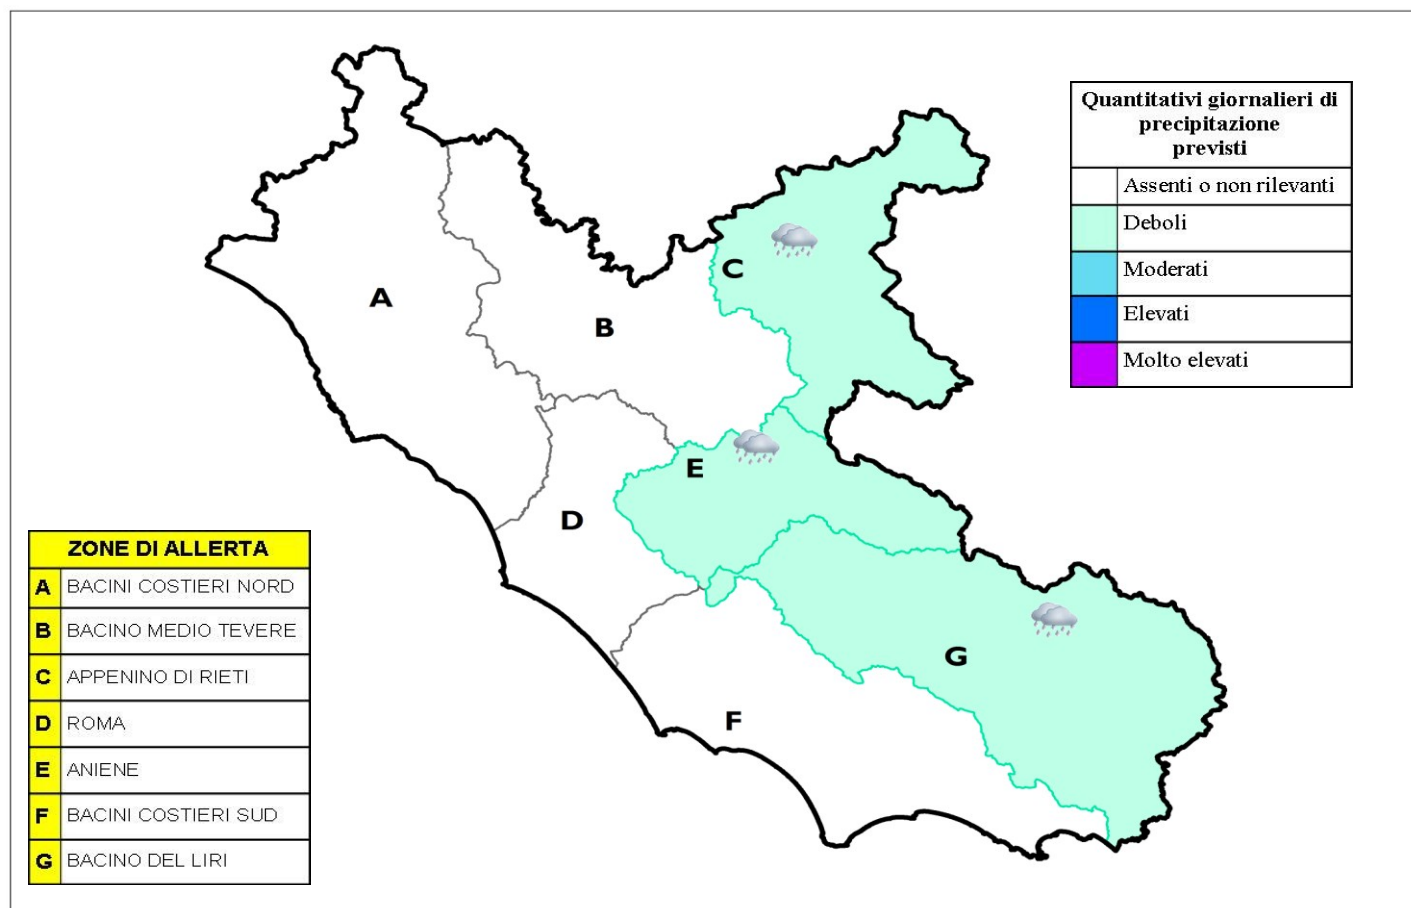 Quantitativi giornalieri di
precipitazione
previsti
Assenti o non rilevanti
Deboli
Moderati
Elevati
Molto elevati
A
B
C
D
E
F
G
ZONE DI ALLERTA
A BACINI COSTIERI NORD
B BACINO MEDIO TEVERE
C APPENINO DI RIETI
D ROMA
E ANIENE
F BACINI COSTIERI SUD
G BACINO DEL LIRI